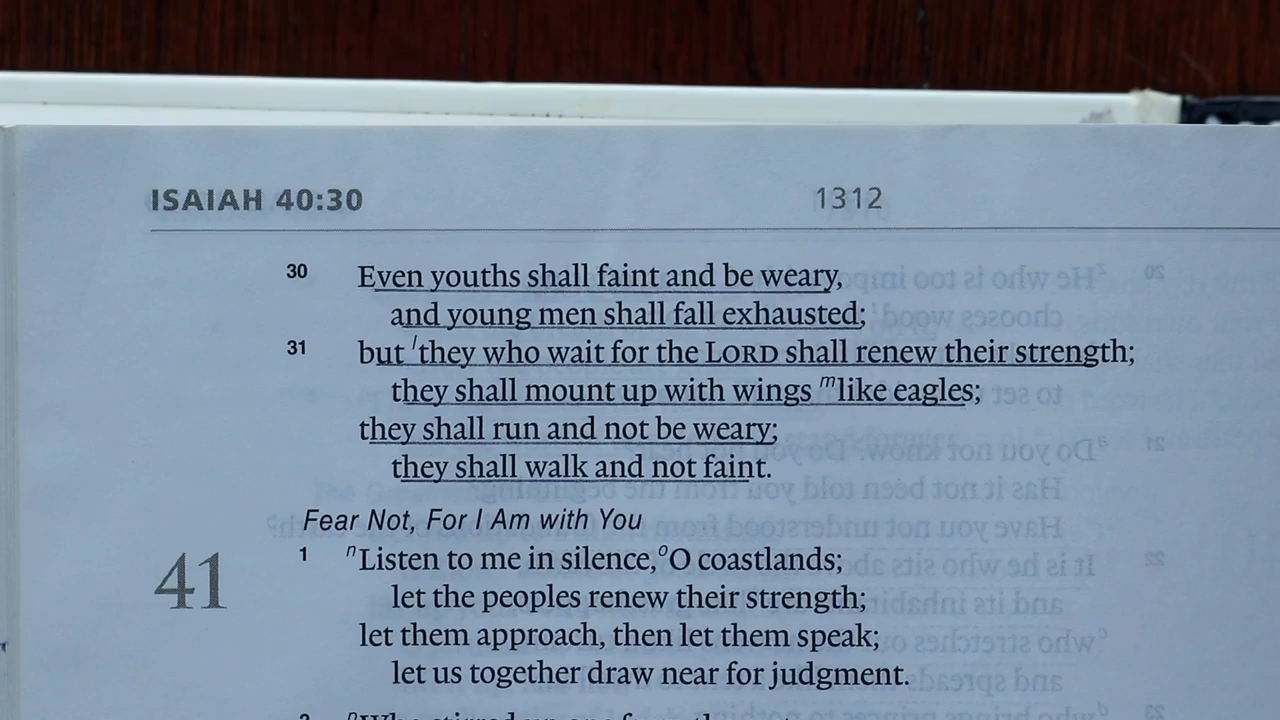 ISAIAH 40:30 1312
30 Even youths shall faint and be weary,
and young men shall fall exhausted;
31 but lthey who wait for the LORD shall renew their strength;
they shall mount up with wings mlike eagles;
they shall run and not be weary;
they shall walk and not faint.
Fear Not, For I Am with You
41 1 nListen to me in silence, oO coastlands;
let the peoples renew their strength;
let them approach, then let them speak;
let us together draw near for judgment.